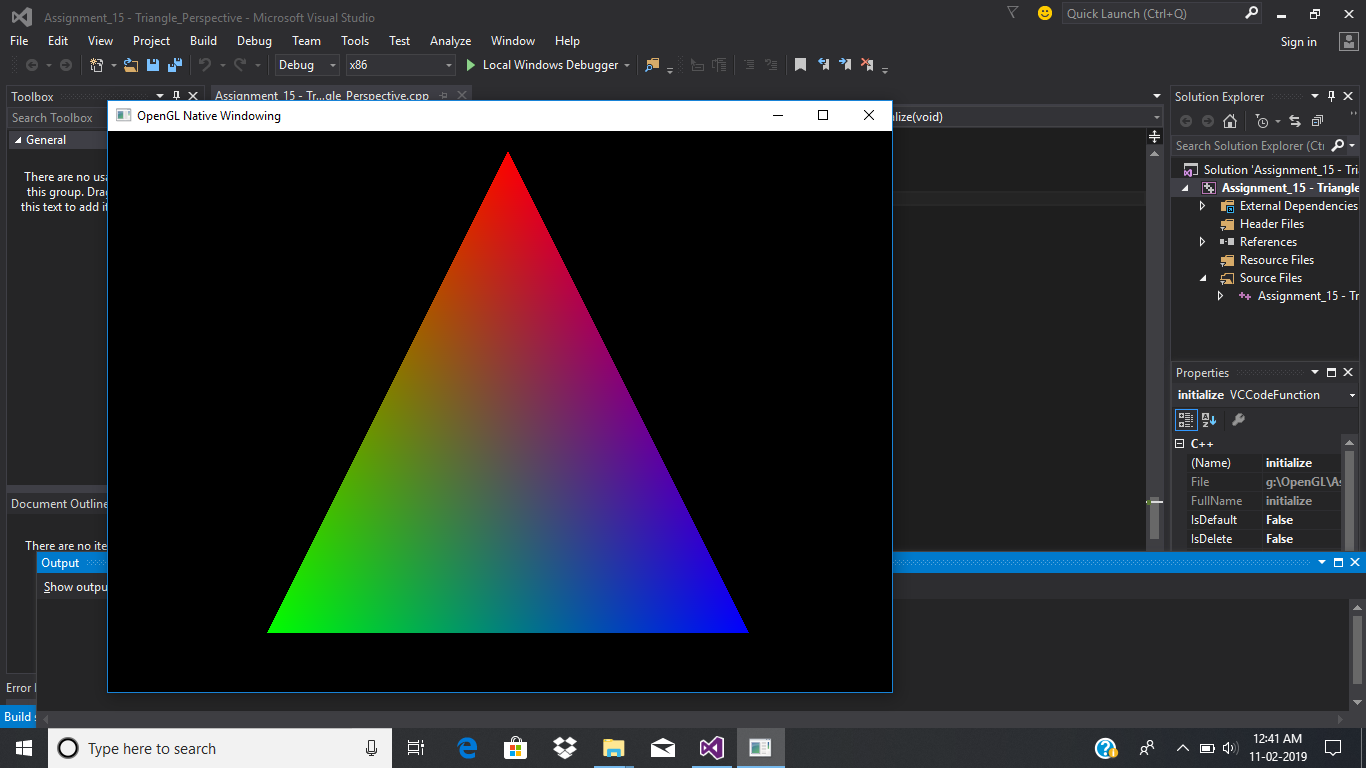 Assignment_15 - Triangle_Perspective - Microsoft Visual Studio
Quick Launch (Ctrl+Q)
File Edit View Project Build Debug Team Tools Test Analyze Window Help
Sign in
Debug x86 Local Windows Debugger
Toolbox
Assignment_15 - Tr...gle_Perspective.cpp
Solution Explorer
OpenGL Native Windowing
alize(void)
Search Toolbox
General
There are no usa
this group. Drag
this text to add it
Search Solution Explorer (Ctr
Solution 'Assignment_15 - Tri
Assignment_15 - Triangle
External Dependencies
Header Files
References
Resource Files
Source Files
Assignment_15 - Tr
Properties
initialize VCCodeFunction
C++
(Name) initialize
File g:\OpenGL\As
FullName initialize
IsDefault False
IsDelete False
Document Outline
There are no ite
Output
Show outpu
Error
Build s
Type here to search
12:41 AM
11-02-2019